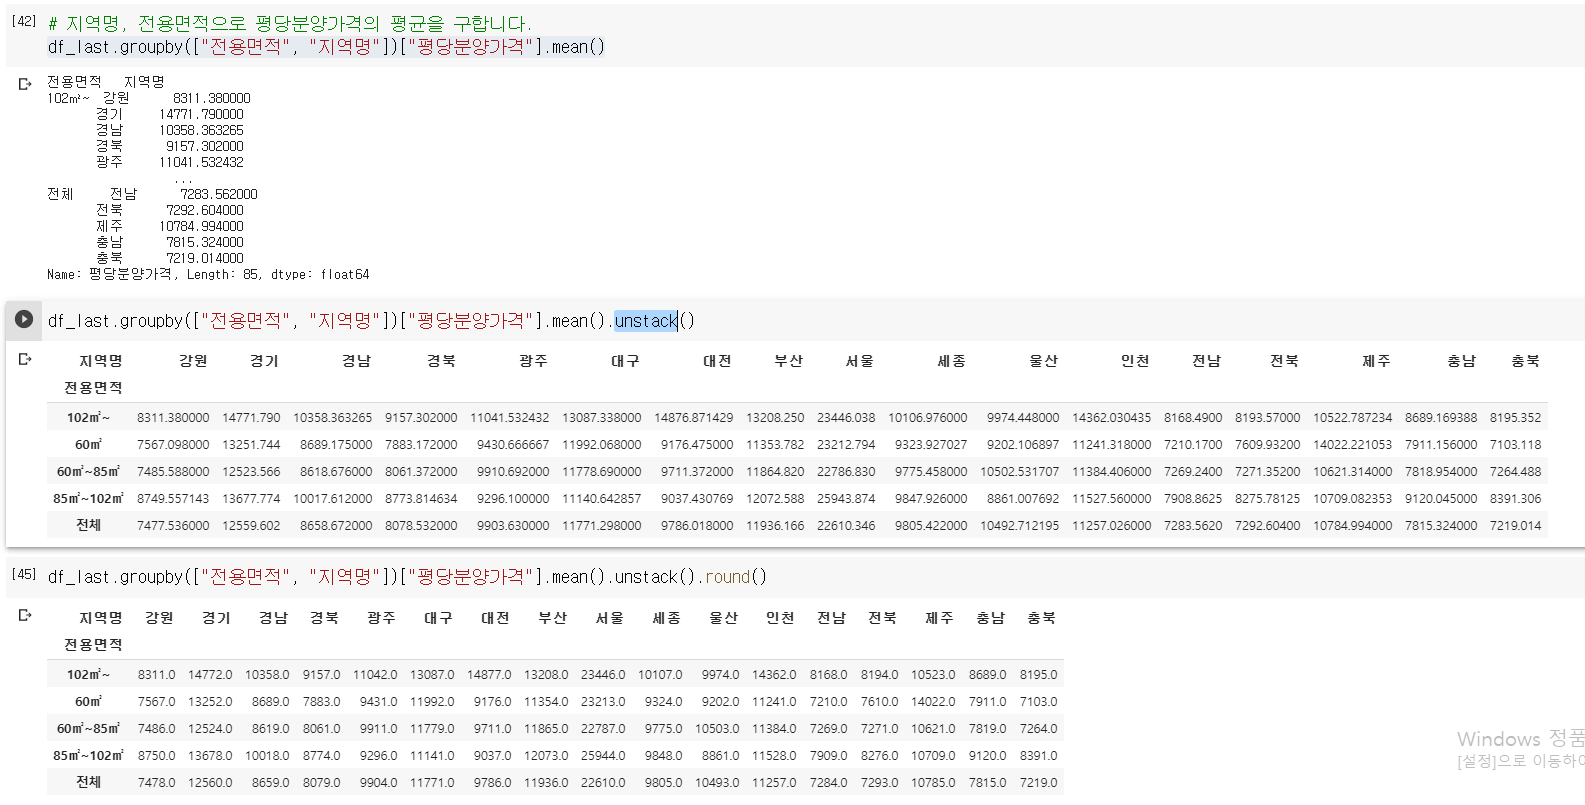 [42] # 지역명, 전용면적으로 평당분양가격의 평균을 구합니다.
df_last.groupby(["전용면적", "지역명"])["평당분양가격"].mean()
전용면적 지역명
102㎡~ 강원 8311.380000
경기 14771.790000
경남 10358.363265
경북 9157.302000
광주 11041.532432
...
전체 전남 7283.562000
전북 7292.604000
제주 10784.994000
충남 7815.324000
충북 7219.014000
Name: 평당분양가격, Length: 85, dtype: float64
df_last.groupby(["전용면적", "지역명"])["평당분양가격"].mean().unstack()
지역명 강원 경기 경남 경북 광주 대구 대전 부산 서울 세종 울산 인천 전남 전북 제주 충남 충북
전용면적
102㎡~ 8311.380000 14771.790 10358.363265 9157.302000 11041.532432 13087.338000 14876.871429 13208.250 23446.038 10106.976000 9974.448000 14362.030435 8168.4900 8193.57000 10522.787234 8689.169388 8195.352
60㎡ 7567.098000 13251.744 8689.175000 7883.172000 9430.666667 11992.068000 9176.475000 11353.782 23212.794 9323.927027 9202.106897 11241.318000 7210.1700 7609.93200 14022.221053 7911.156000 7103.118
60㎡~85㎡ 7485.588000 12523.566 8618.676000 8061.372000 9910.692000 11778.690000 9711.372000 11864.820 22786.830 9775.458000 10502.531707 11384.406000 7269.2400 7271.35200 10621.314000 7818.954000 7264.488
85㎡~102㎡ 8749.557143 13677.774 10017.612000 8773.814634 9296.100000 11140.642857 9037.430769 12072.588 25943.874 9847.926000 8861.007692 11527.560000 7908.8625 8275.78125 10709.082353 9120.045000 8391.306
전체 7477.536000 12559.602 8658.672000 8078.532000 9903.630000 11771.298000 9786.018000 11936.166 22610.346 9805.422000 10492.712195 11257.026000 7283.5620 7292.60400 10784.994000 7815.324000 7219.014
[45] df_last.groupby(["전용면적", "지역명"])["평당분양가격"].mean().unstack().round()
지역명 강원 경기 경남 경북 광주 대구 대전 부산 서울 세종 울산 인천 전남 전북 제주 충남 충북
전용면적
102㎡~ 8311.0 14772.0 10358.0 9157.0 11042.0 13087.0 14877.0 13208.0 23446.0 10107.0 9974.0 14362.0 8168.0 8194.0 10523.0 8689.0 8195.0
60㎡ 7567.0 13252.0 8689.0 7883.0 9431.0 11992.0 9176.0 11354.0 23213.0 9324.0 9202.0 11241.0 7210.0 7610.0 14022.0 7911.0 7103.0
60㎡~85㎡ 7486.0 12524.0 8619.0 8061.0 9911.0 11779.0 9711.0 11865.0 22787.0 9775.0 10503.0 11384.0 7269.0 7271.0 10621.0 7819.0 7264.0
85㎡~102㎡ 8750.0 13678.0 10018.0 8774.0 9296.0 11141.0 9037.0 12073.0 25944.0 9848.0 8861.0 11528.0 7909.0 8276.0 10709.0 9120.0 8391.0
전체 7478.0 12560.0 8659.0 8079.0 9904.0 11771.0 9786.0 11936.0 22610.0 9805.0 10493.0 11257.0 7284.0 7293.0 10785.0 7815.0 7219.0
Windows 정품
[설정]으로 이동하여